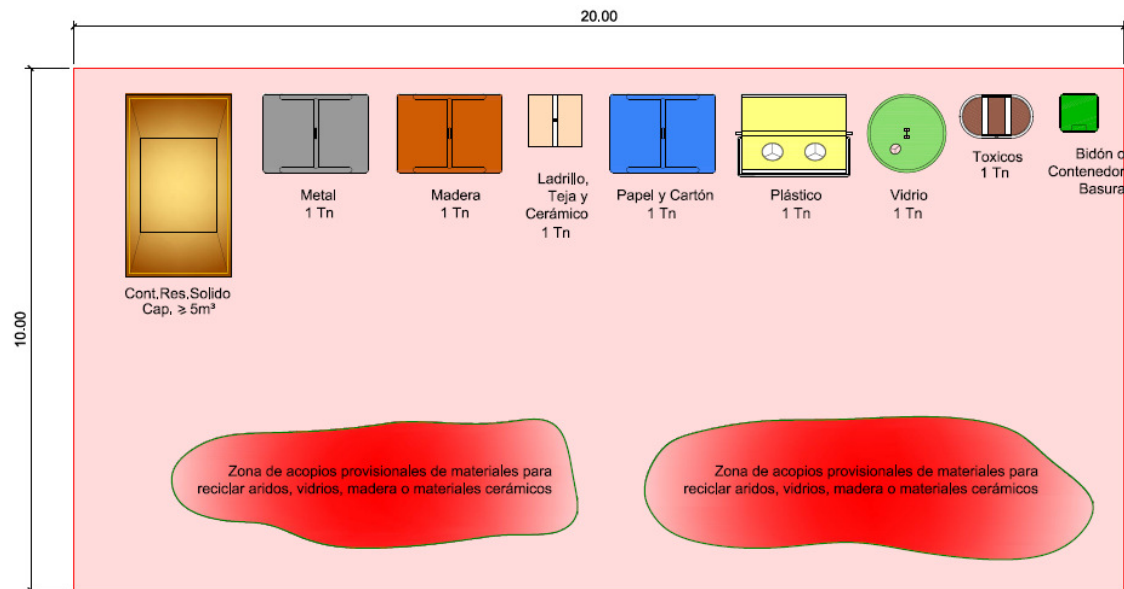 20.00
10.00
Cont.Res.Solido
Cap. ≥ 5m³
Metal
1 Tn
Madera
1 Tn
Ladrillo,
Teja y
Cerámico
1 Tn
Papel y Cartón
1 Tn
Plástico
1 Tn
Vidrio
1 Tn
Toxicos
1 Tn
Bidón o
Contenedor
Basura
Zona de acopios provisionales de materiales para
reciclar aridos, vidrios, madera o materiales cerámicos
Zona de acopios provisionales de materiales para
reciclar aridos, vidrios, madera o materiales cerámicos